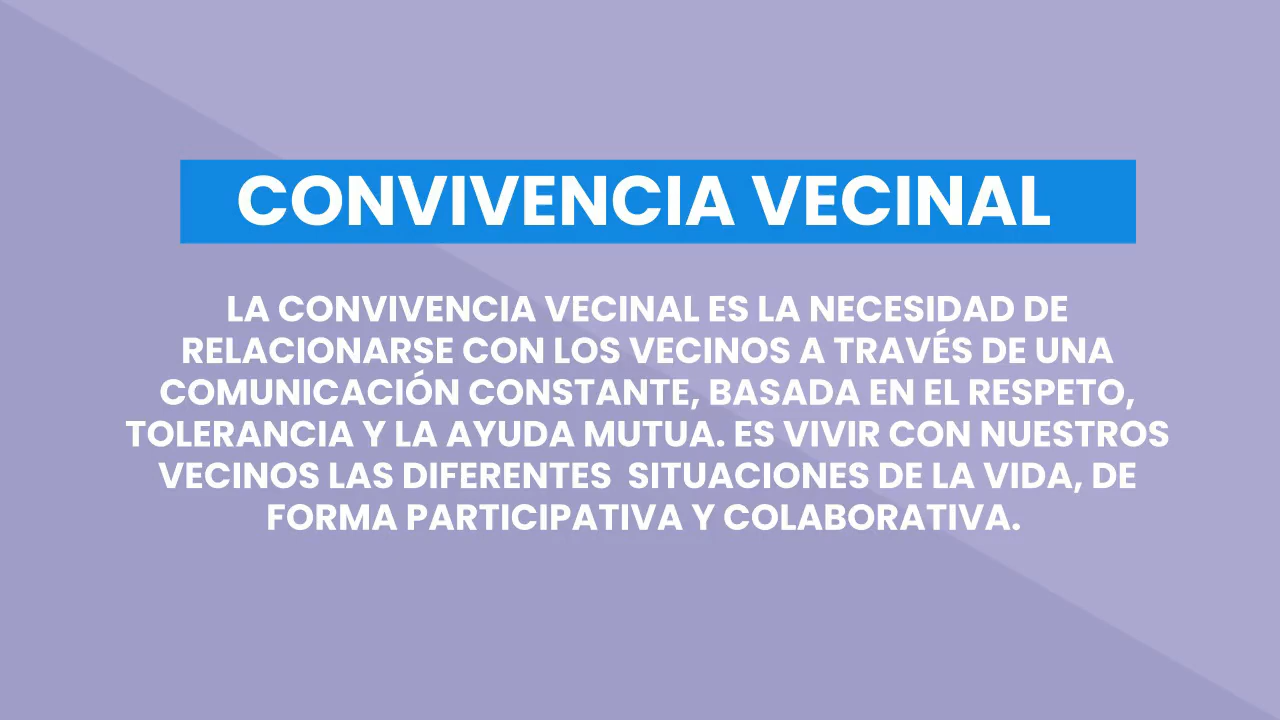 CONVIVENCIA VECINAL
LA CONVIVENCIA VECINAL ES LA NECESIDAD DE
RELACIONARSE CON LOS VECINOS A TRAVÉS DE UNA
COMUNICACIÓN CONSTANTE, BASADA EN EL RESPETO,
TOLERANCIA Y LA AYUDA MUTUA. ES VIVIR CON NUESTROS
VECINOS LAS DIFERENTES  SITUACIONES DE LA VIDA, DE
FORMA PARTICIPATIVA Y COLABORATIVA.